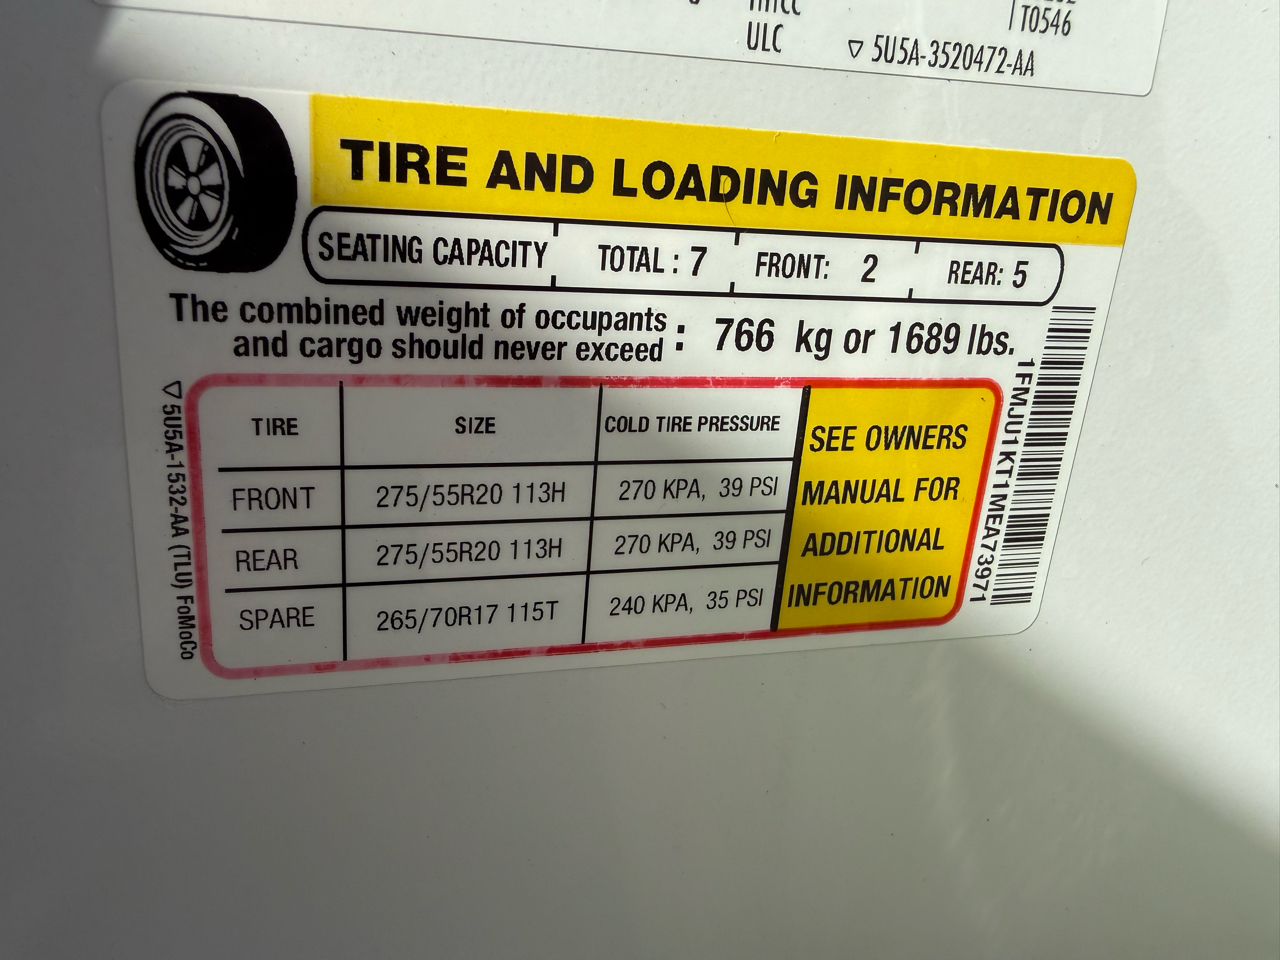 T0546
ULC
5U5A-3520472-AA
TIRE AND LOADING INFORMATION
SEATING CAPACITY TOTAL : 7 FRONT: 2 REAR: 5
The combined weight of occupants
and cargo should never exceed : 766 kg or 1689 lbs.
TIRE SIZE COLD TIRE PRESSURE
FRONT 275/55R20 113H 270 KPA, 39 PSI
REAR 275/55R20 113H 270 KPA, 39 PSI
SPARE 265/70R17 115T 240 KPA, 35 PSI
SEE OWNERS
MANUAL FOR
ADDITIONAL
INFORMATION
5U5A-1532-AA (TLU) FoMoCo
1FMJU1KT1MEA73971